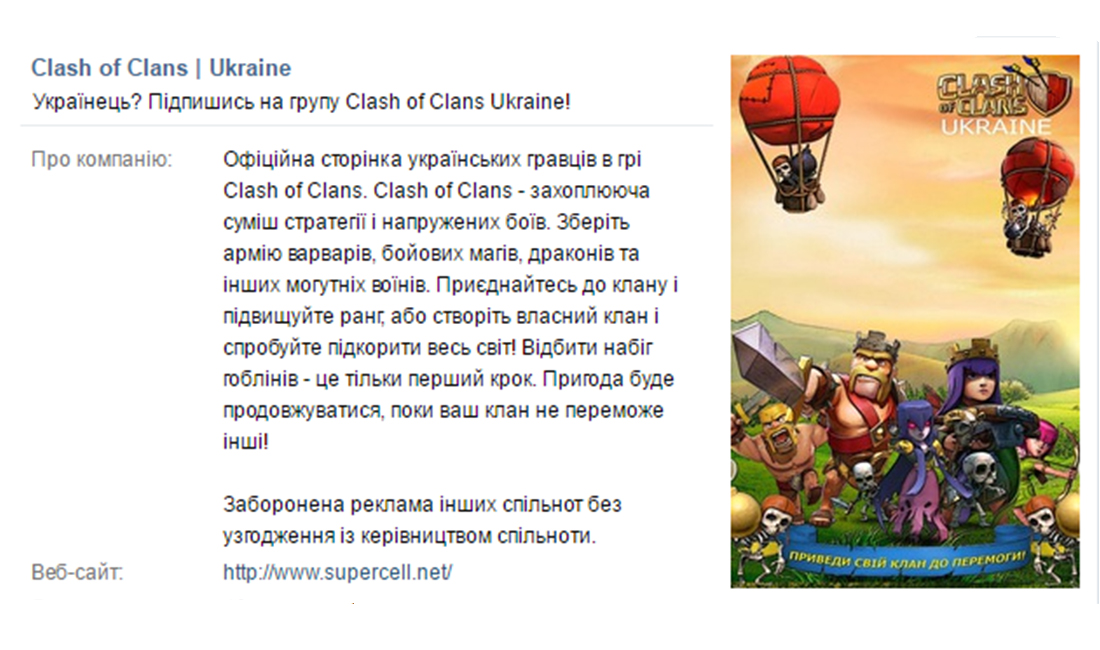 Clash of Clans | Ukraine
Українець? Підпишись на групу Clash of Clans Ukraine!
Про компанію:
Офіційна сторінка українських гравців в грі
Clash of Clans. Clash of Clans - захоплююча
суміш стратегії і напружених боїв. Зберіть
армію варварів, бойових магів, драконів та
інших могутніх воїнів. Приєднайтесь до клану і
підвищуйте ранг, або створіть власний клан і
спробуйте підкорити весь світ! Відбити набіг
гоблінів - це тільки перший крок. Пригода буде
продовжуватися, поки ваш клан не переможе
інші!
Заборонена реклама інших спільнот без
узгодження із керівництвом спільноти.
Веб-сайт:
http://www.supercell.net/
CLASH
OF CLANS
UKRAINE
ПРИВЕДИ СВІЙ КЛАН ДО ПЕРЕМОГИ!